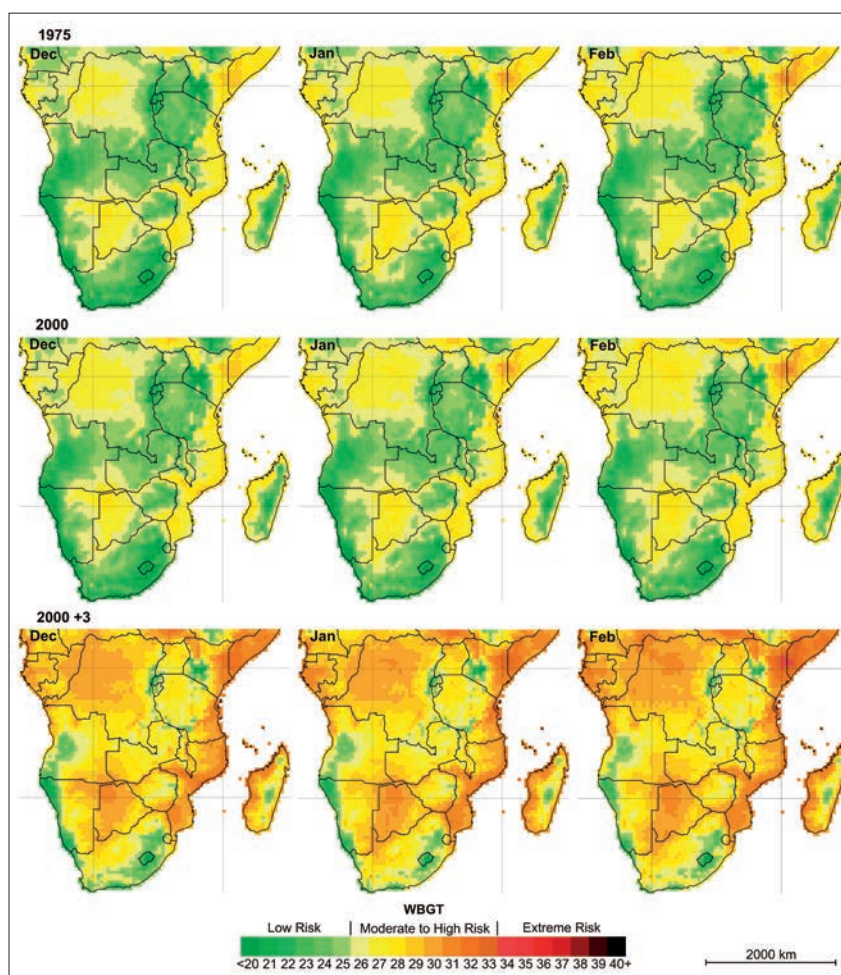 1975
Dec Jan Feb
2000
Dec Jan Feb
2000 +3
Dec Jan Feb
WBGT
Low Risk | Moderate to High Risk | Extreme Risk
<20 21 22 23 24 25 26 27 28 29 30 31 32 33 34 35 36 37 38 39 40+
2000 km